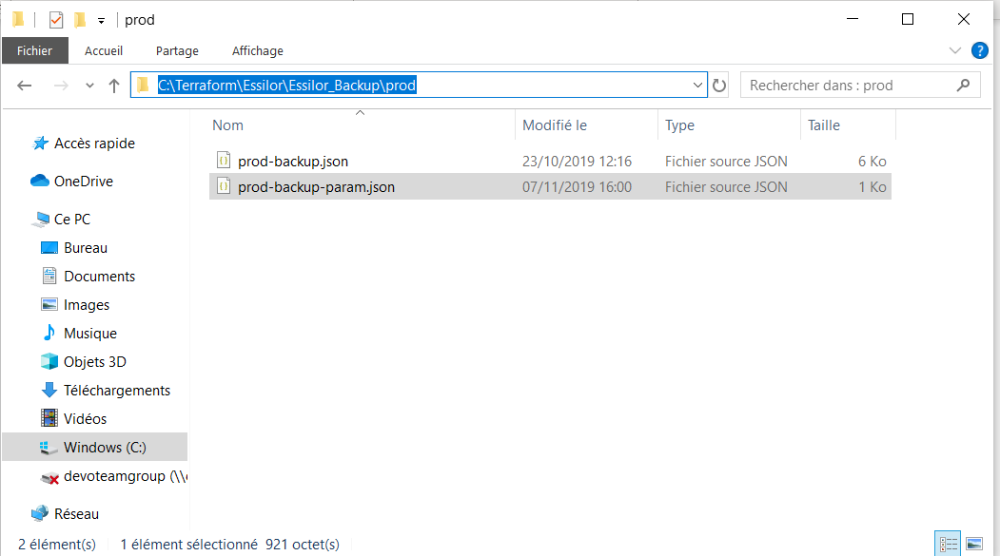 prod
Fichier Accueil Partage Affichage
C:\Terraform\Essilor\Essilor_Backup\prod Rechercher dans : prod
Nom Modifié le Type Taille
prod-backup.json 23/10/2019 12:16 Fichier source JSON 6 Ko
prod-backup-param.json 07/11/2019 16:00 Fichier source JSON 1 Ko
Accès rapide
OneDrive
Ce PC
Bureau
Documents
Images
Musique
Objets 3D
Téléchargements
Vidéos
Windows (C:)
devoteamgroup (\\
Réseau
2 élément(s) 1 élément sélectionné 921 octet(s)